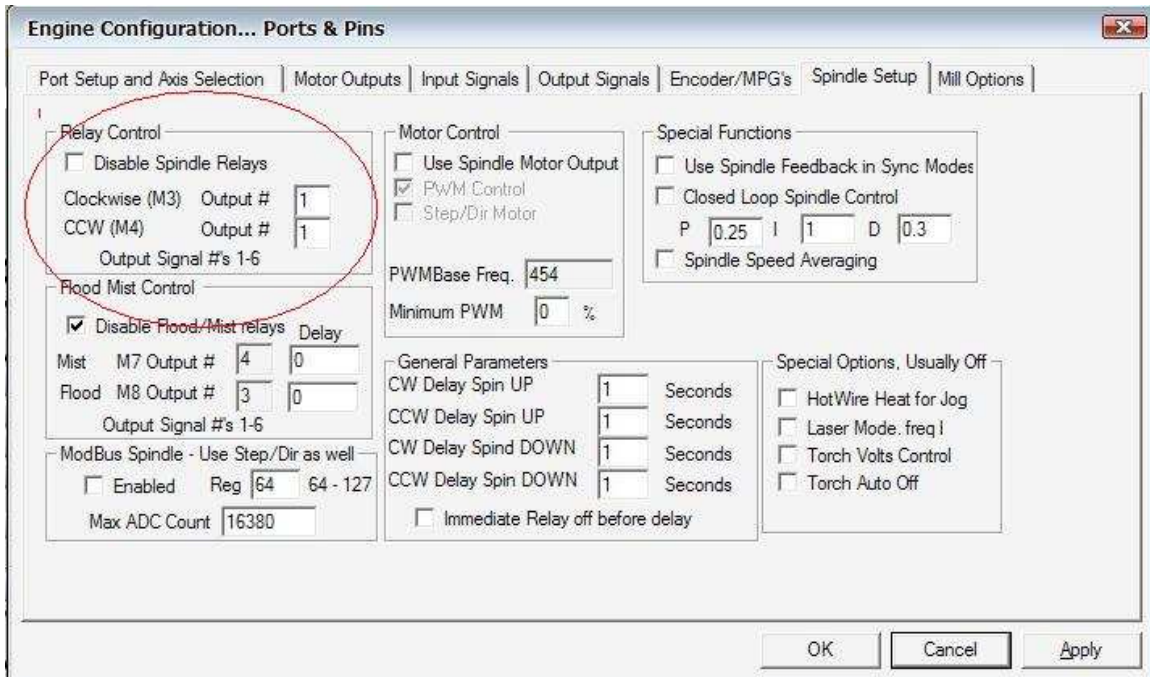 Engine Configuration... Ports & Pins
Port Setup and Axis Selection
Motor Outputs
Input Signals
Output Signals
Encoder/MPG's
Spindle Setup
Mill Options
Relay Control
Disable Spindle Relays
Clockwise (M3) Output # 1
CCW (M4) Output # 1
Output Signal #'s 1-6
Flood Mist Control
Disable Flood/Mist relays Delay
Mist M7 Output # 4 0
Flood M8 Output # 3 0
Output Signal #'s 1-6
ModBus Spindle - Use Step/Dir as well
Enabled Reg 64 64 - 127
Max ADC Count 16380
Motor Control
Use Spindle Motor Output
PWM Control
Step/Dir Motor
PWMBase Freq. 454
Minimum PWM 0 %
General Parameters
CW Delay Spin UP 1 Seconds
CCW Delay Spin UP 1 Seconds
CW Delay Spind DOWN 1 Seconds
CCW Delay Spin DOWN 1 Seconds
Immediate Relay off before delay
Special Functions
Use Spindle Feedback in Sync Modes
Closed Loop Spindle Control
P 0.25 I 1 D 0.3
Spindle Speed Averaging
Special Options, Usually Off
HotWire Heat for Jog
Laser Mode. freq
Torch Volts Control
Torch Auto Off
OK
Cancel
Apply